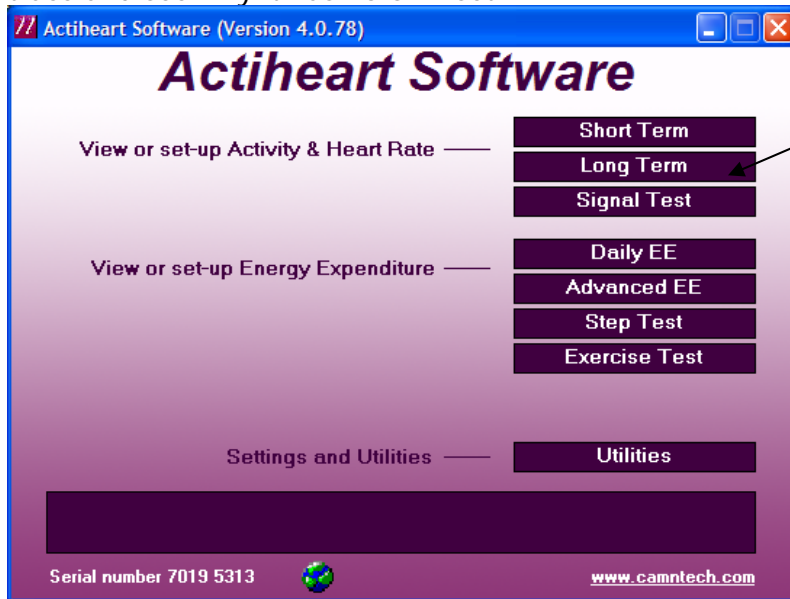 Actiheart Software (Version 4.0.78)
Actiheart Software
View or set-up Activity & Heart Rate
Short Term
Long Term
Signal Test
View or set-up Energy Expenditure
Daily EE
Advanced EE
Step Test
Exercise Test
Settings and Utilities
Utilities
Serial number 7019 5313
www.camntech.com